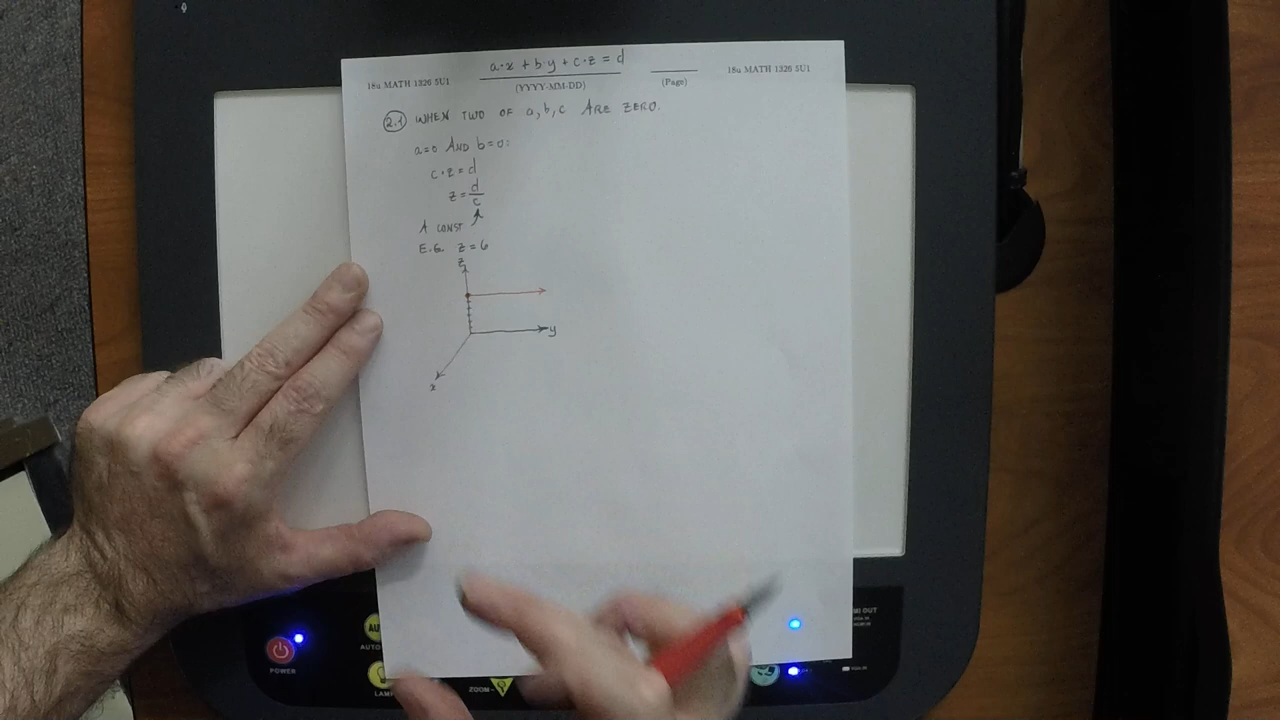 a·x + b·y + c·z = d
18u MATH 1326 5U1
(YYYY-MM-DD)
(Page)
18u MATH 1326 5U1
2.1 WHEN TWO OF a, b, c ARE ZERO.
a=0 AND b=0:
c·z = d
z = d/c
A CONST
E.G. z = 6
z
y
x
POWER
AUTO
LAMP
ZOOM-